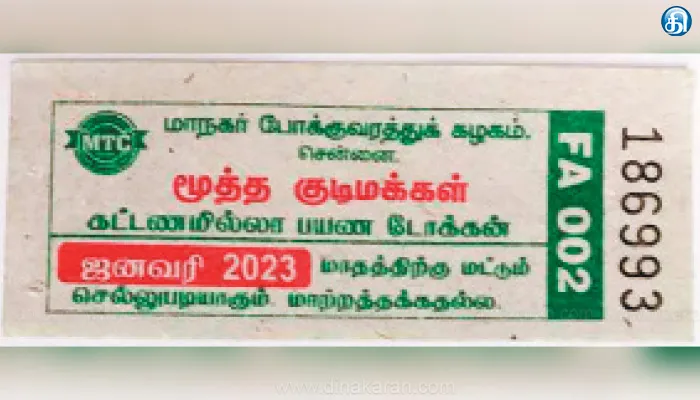 தி
MTC
மாநகர் போக்குவரத்துக் கழகம்,
சென்னை.
மூத்த குடிமக்கள்
கட்டணமில்லா பயண டோக்கன்
ஜனவரி 2023 மாதத்திற்கு மட்டும்
செல்லுபடியாகும். மாற்றத்தக்கதல்ல.
FA 002
186993
www.dinakaran.com